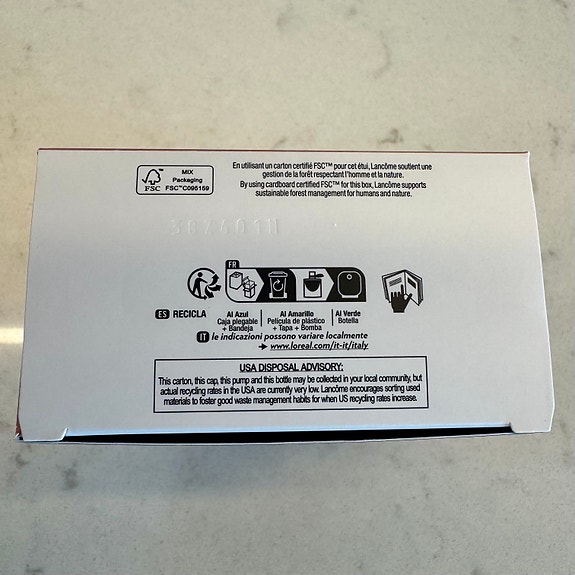 FSC
MIX
Packaging
FSC™C095159
En utilisant un carton certifié FSC™ pour cet étui, Lancôme soutient une
gestion de la forêt respectant l'homme et la nature.
By using cardboard certified FSC™ for this box, Lancôme supports
sustainable forest management for humans and nature.
FR
ES RECICLA
Al Azul
Caja plegable
+ Bandeja
Al Amarillo
Película de plástico
+ Tapa + Bomba
Al Verde
Botella
IT le indicazioni possono variare localmente
www.loreal.com/it-it/italy
USA DISPOSAL ADVISORY:
This carton, this cap, this pump and this bottle may be collected in your local community, but
actual recycling rates in the USA are currently very low. Lancôme encourages sorting used
materials to foster good waste management habits for when US recycling rates increase.